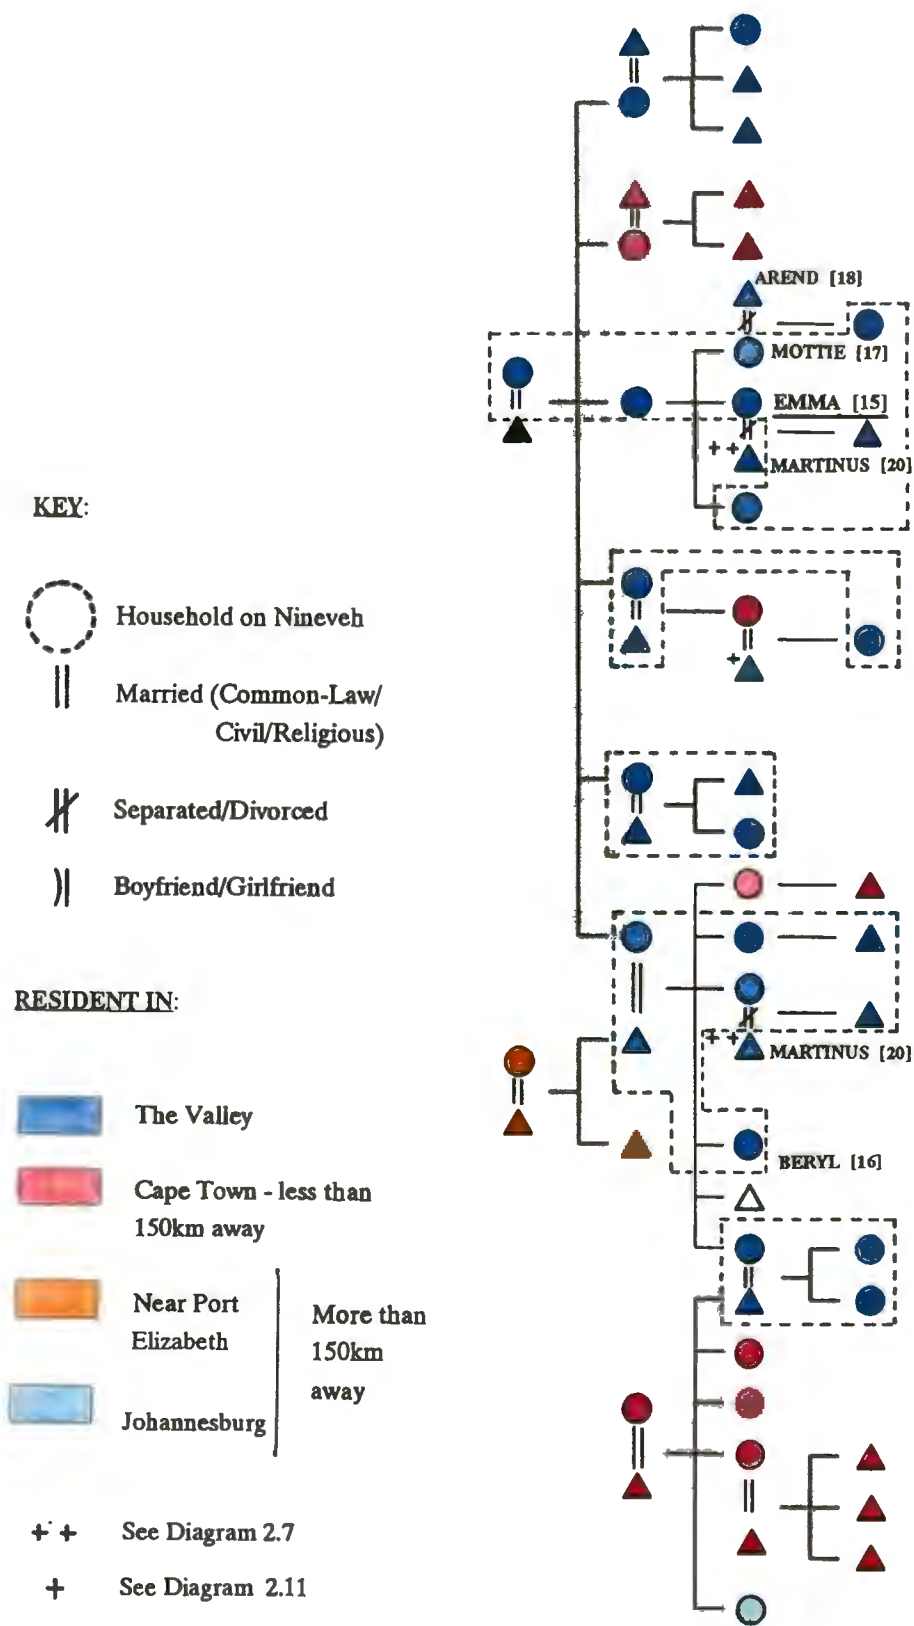 AREND [18]
MOTTIE [17]
EMMA [15]
+ +
MARTINUS [20]
KEY:
Household on Nineveh
Married (Common-Law/
Civil/Religious)
+
Separated/Divorced
Boyfriend/Girlfriend
RESIDENT IN:
+ +
MARTINUS [20]
The Valley
BERYL [16]
Cape Town - less than
150km away
Near Port
Elizabeth
More than
150km
away
Johannesburg
+ + See Diagram 2.7
+ See Diagram 2.11